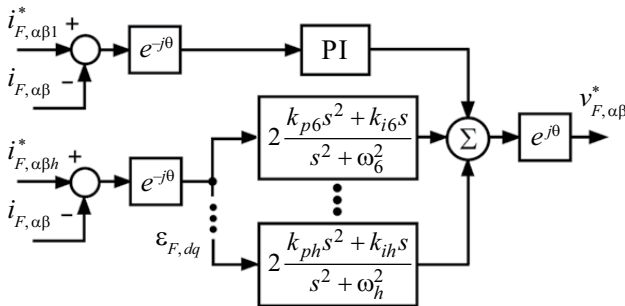 i*F,αβ1 +
e^−jθ
PI
iF,αβ −
v*F,αβ
2 (kp6s² + ki6s)/(s² + ω6²)
Σ
e^jθ
i*F,αβh +
e^−jθ
iF,αβ −
εF,dq
2 (kphs² + kihs)/(s² + ωh²)